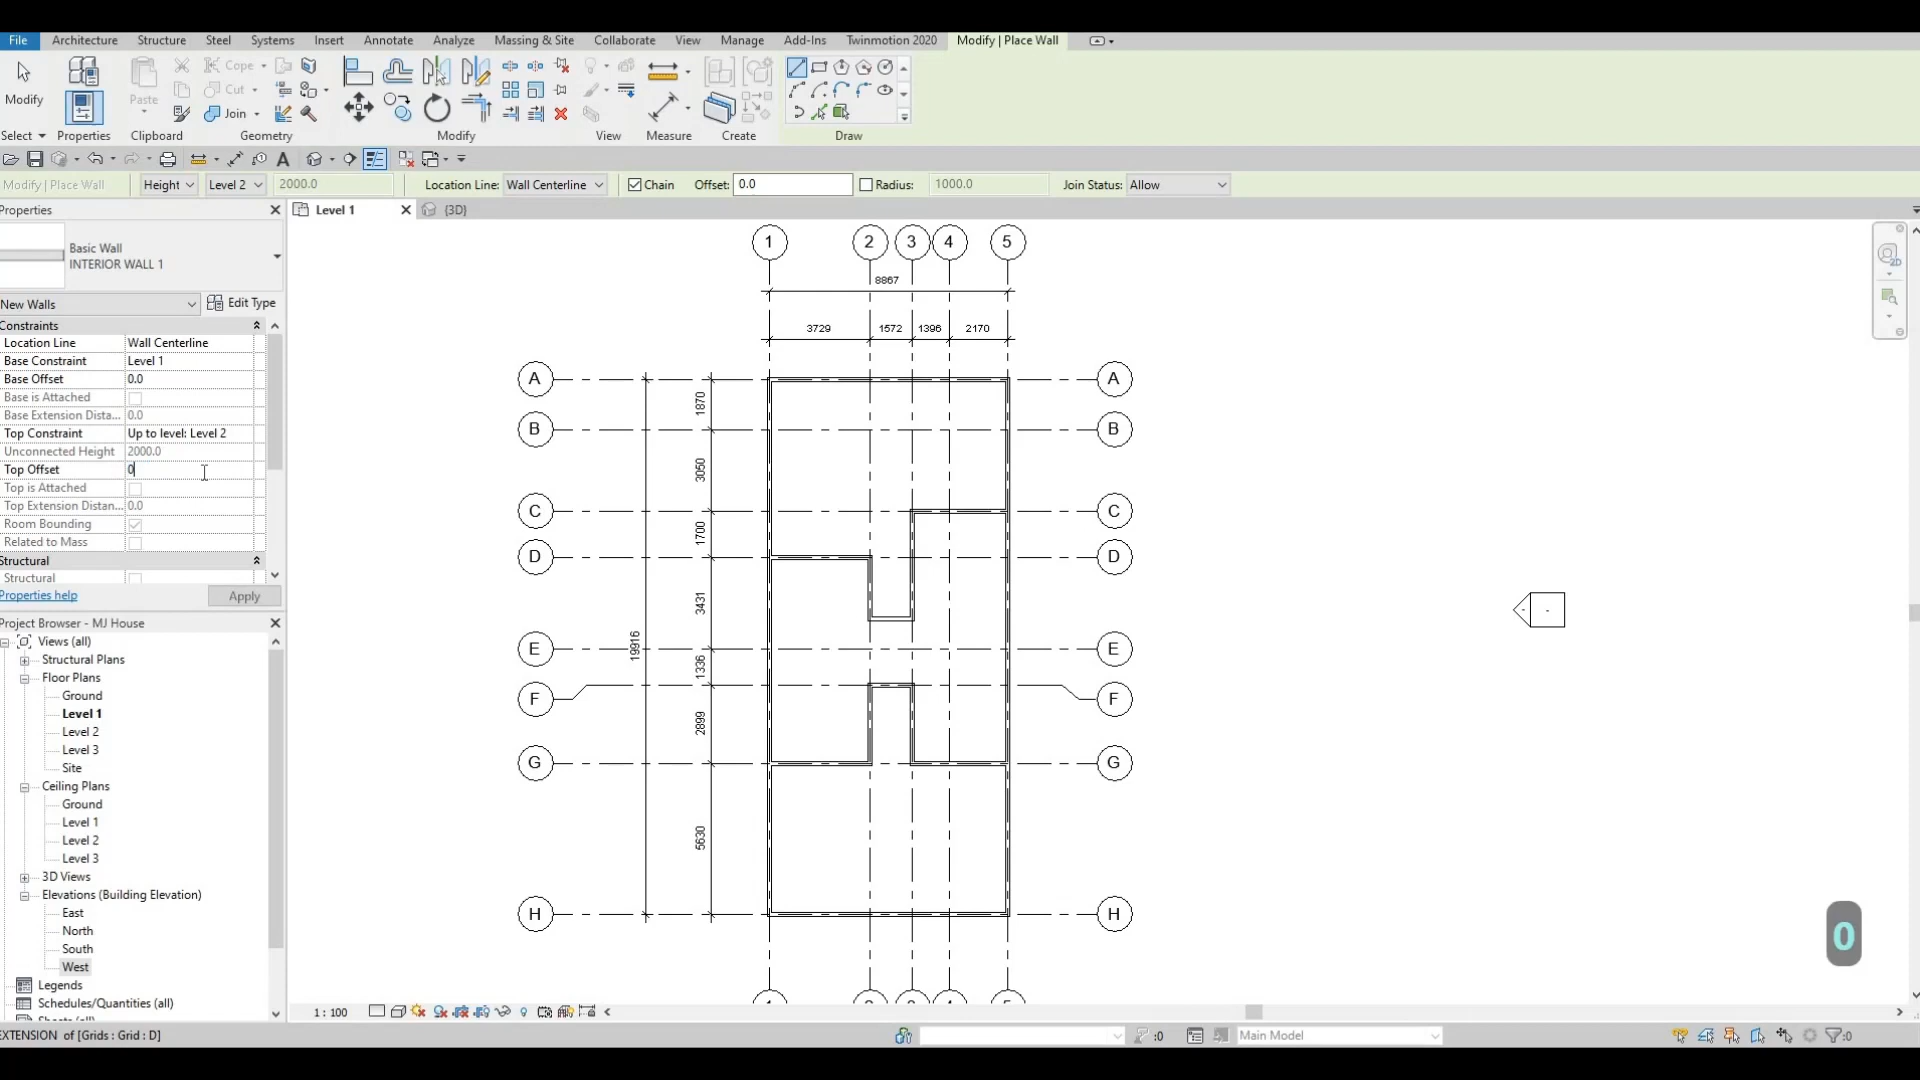 File Architecture Structure Steel Systems Insert Annotate Analyze Massing & Site Collaborate View Manage Add-Ins Twinmotion 2020 Modify | Place Wall
Modify Paste Cope Cut Join
Select Properties Clipboard Geometry Modify View Measure Create Draw
Modify | Place Wall Height Level 2 2000.0 Location Line: Wall Centerline Chain Offset: 0.0 Radius: 1000.0 Join Status: Allow
Properties
Level 1 {3D}
Basic Wall
INTERIOR WALL 1
New Walls Edit Type
Constraints
Location Line Wall Centerline
Base Constraint Level 1
Base Offset 0.0
Base is Attached
Base Extension Dista... 0.0
Top Constraint Up to level: Level 2
Unconnected Height 2000.0
Top Offset 0
Top is Attached
Top Extension Distan... 0.0
Room Bounding
Related to Mass
Structural
Structural
Properties help Apply
Project Browser - MJ House
Views (all)
Structural Plans
Floor Plans
Ground
Level 1
Level 2
Level 3
Site
Ceiling Plans
Ground
Level 1
Level 2
Level 3
3D Views
Elevations (Building Elevation)
East
North
South
West
Legends
Schedules/Quantities (all)
1 2 3 4 5
8867
3729 1572 1396 2170
A A
1870
B B
3050
C C
1700
D D
3431
19916
E E
1336
F F
2899
G G
5630
H H
0
1 : 100
EXTENSION of [Grids : Grid : D] :0 Main Model :0